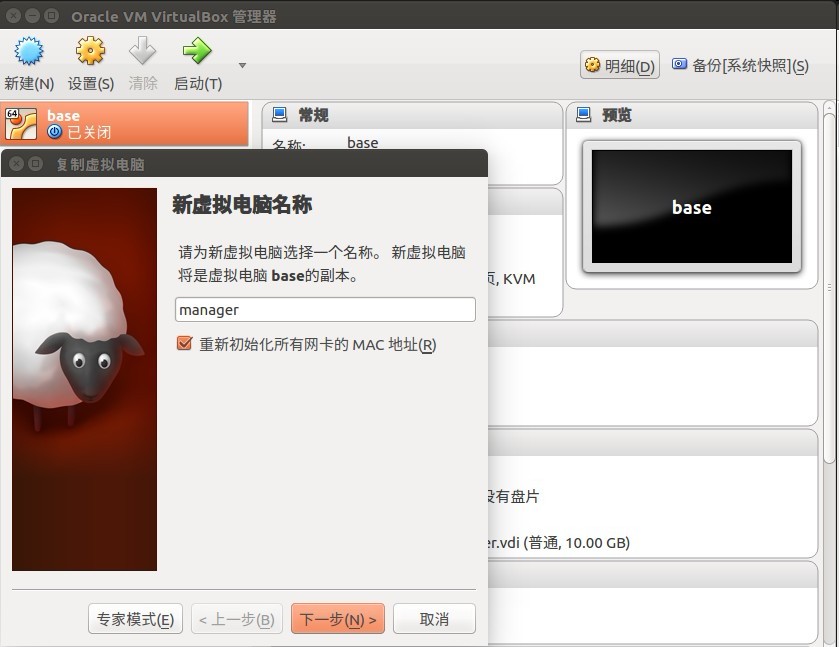 Oracle VM VirtualBox 管理器
新建(N) 设置(S) 清除 启动(T) 明细(D) 备份[系统快照](S)
64 base
已关闭
常规
名称: base
预览
base
复制虚拟电脑
新虚拟电脑名称
请为新虚拟电脑选择一个名称。 新虚拟电脑
将是虚拟电脑 base的副本。
manager
重新初始化所有网卡的 MAC 地址(R)
, KVM
没有盘片
er.vdi (普通, 10.00 GB)
专家模式(E) < 上一步(B) 下一步(N) > 取消